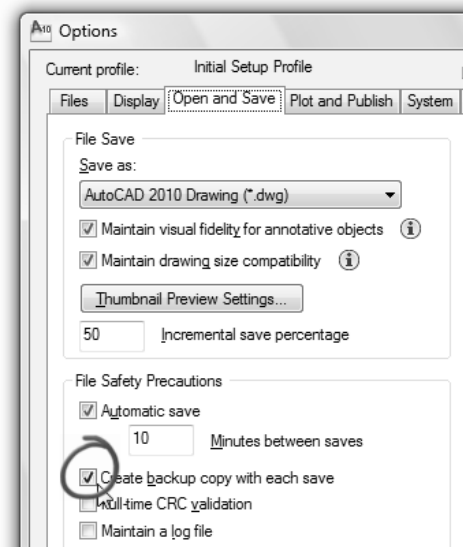 A10 Options
Current profile: Initial Setup Profile
Files Display Open and Save Plot and Publish System
File Save
Save as:
AutoCAD 2010 Drawing (*.dwg)
Maintain visual fidelity for annotative objects
Maintain drawing size compatibility
Thumbnail Preview Settings...
50 Incremental save percentage
File Safety Precautions
Automatic save
10 Minutes between saves
Create backup copy with each save
Full-time CRC validation
Maintain a log file